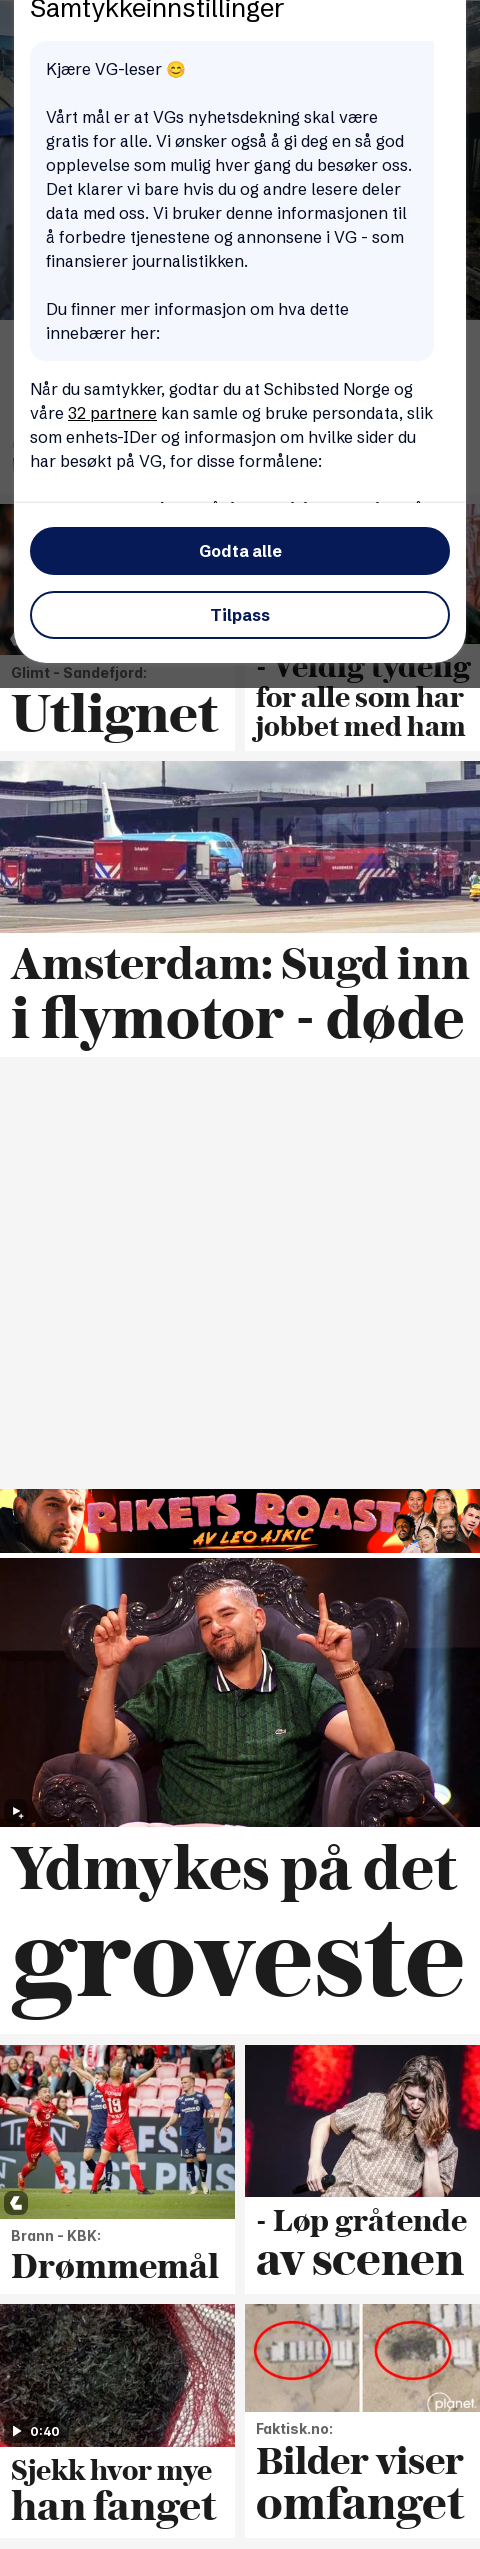 Samtykkeinnstillinger
Kjære VG-leser 😊
Vårt mål er at VGs nyhetsdekning skal være
gratis for alle. Vi ønsker også å gi deg en så god
opplevelse som mulig hver gang du besøker oss.
Det klarer vi bare hvis du og andre lesere deler
data med oss. Vi bruker denne informasjonen til
å forbedre tjenestene og annonsene i VG - som
finansierer journalistikken.
Du finner mer informasjon om hva dette
innebærer her:
Når du samtykker, godtar du at Schibsted Norge og
våre 32 partnere kan samle og bruke persondata, slik
som enhets-IDer og informasjon om hvilke sider du
har besøkt på VG, for disse formålene:
Godta alle
Tilpass
Glimt - Sandefjord:
Utlignet
- Veldig tydelig
for alle som har
jobbet med ham
Amsterdam: Sugd inn
i flymotor - døde
RIKETS ROAST
AV LEO AJKIC
Ydmykes på det
groveste
Brann - KBK:
Drømmemål
- Løp gråtende
av scenen
0:40
Sjekk hvor mye
han fanget
planet.
Faktisk.no:
Bilder viser
omfanget